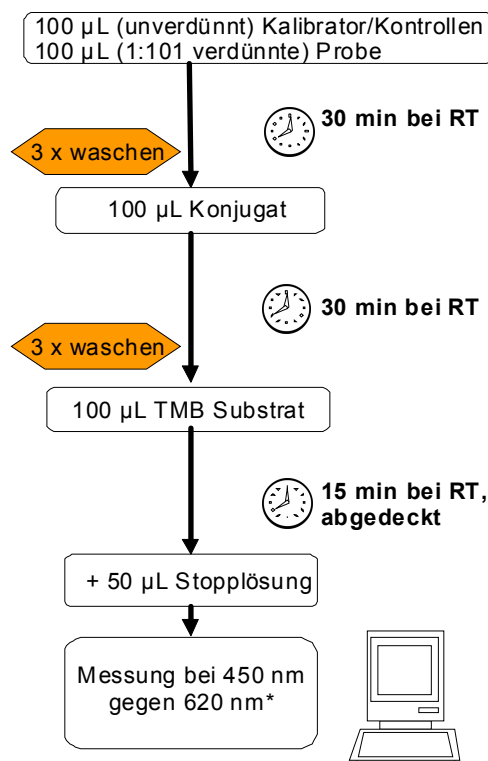 100 µL (unverdünnt) Kalibrator/Kontrollen
100 µL (1:101 verdünnte) Probe
30 min bei RT
3 x waschen
100 µL Konjugat
30 min bei RT
3 x waschen
100 µL TMB Substrat
15 min bei RT,
abgedeckt
+ 50 µL Stopplösung
Messung bei 450 nm
gegen 620 nm*